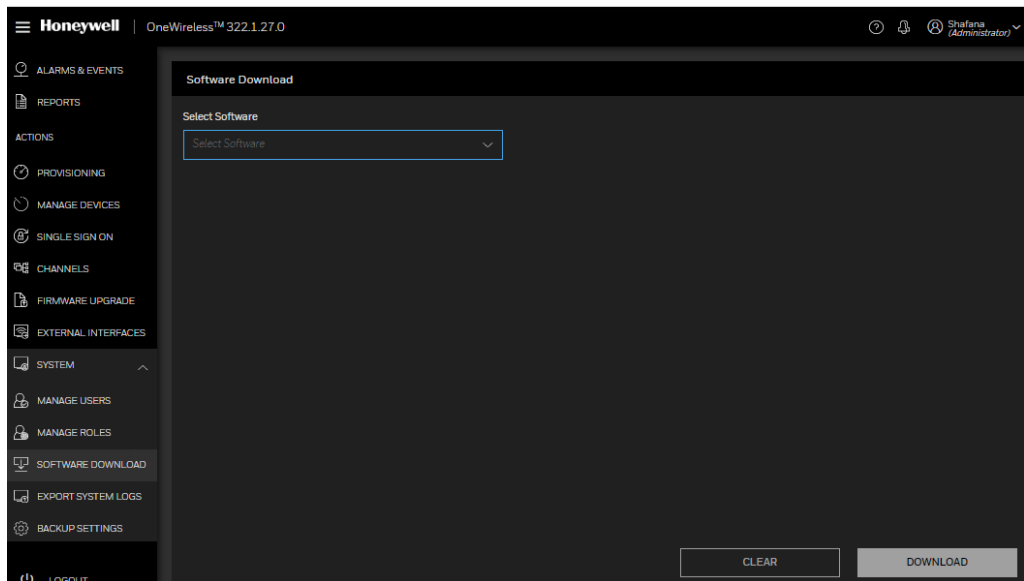 Honeywell
OneWireless™ 322.1.27.0
Shafana
(Administrator)
ALARMS & EVENTS
REPORTS
ACTIONS
PROVISIONING
MANAGE DEVICES
SINGLE SIGN ON
CHANNELS
FIRMWARE UPGRADE
EXTERNAL INTERFACES
SYSTEM
MANAGE USERS
MANAGE ROLES
SOFTWARE DOWNLOAD
EXPORT SYSTEM LOGS
BACKUP SETTINGS
LOGOUT
Software Download
Select Software
Select Software
CLEAR
DOWNLOAD